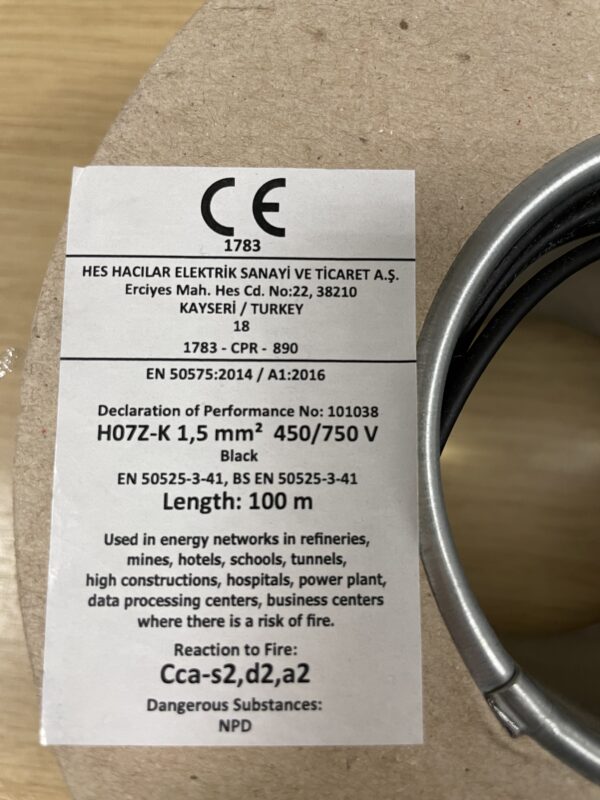 CE
1783
HES HACILAR ELEKTRİK SANAYİ VE TİCARET A.Ş.
Erciyes Mah. Hes Cd. No:22, 38210
KAYSERİ / TURKEY
18
1783 - CPR - 890
EN 50575:2014 / A1:2016
Declaration of Performance No: 101038
H07Z-K 1,5 mm² 450/750 V
Black
EN 50525-3-41, BS EN 50525-3-41
Length: 100 m
Used in energy networks in refineries,
mines, hotels, schools, tunnels,
high constructions, hospitals, power plant,
data processing centers, business centers
where there is a risk of fire.
Reaction to Fire:
Cca-s2,d2,a2
Dangerous Substances:
NPD